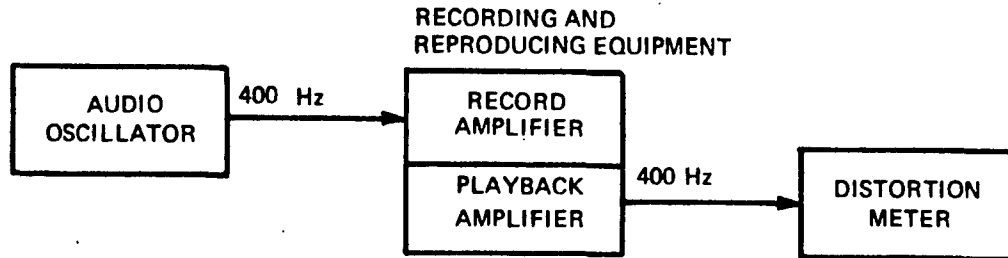 RECORDING AND
REPRODUCING EQUIPMENT
AUDIO
OSCILLATOR
400 Hz
RECORD
AMPLIFIER
PLAYBACK
AMPLIFIER
400 Hz
DISTORTION
METER